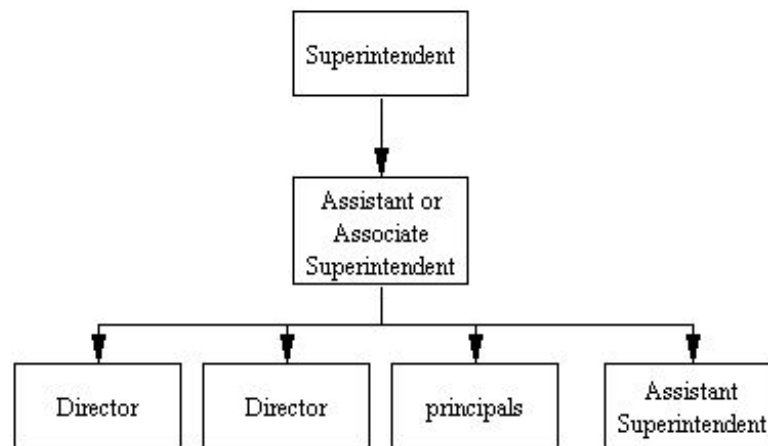 Superintendent
Assistant or
Associate
Superintendent
Director
Director
principals
Assistant
Superintendent